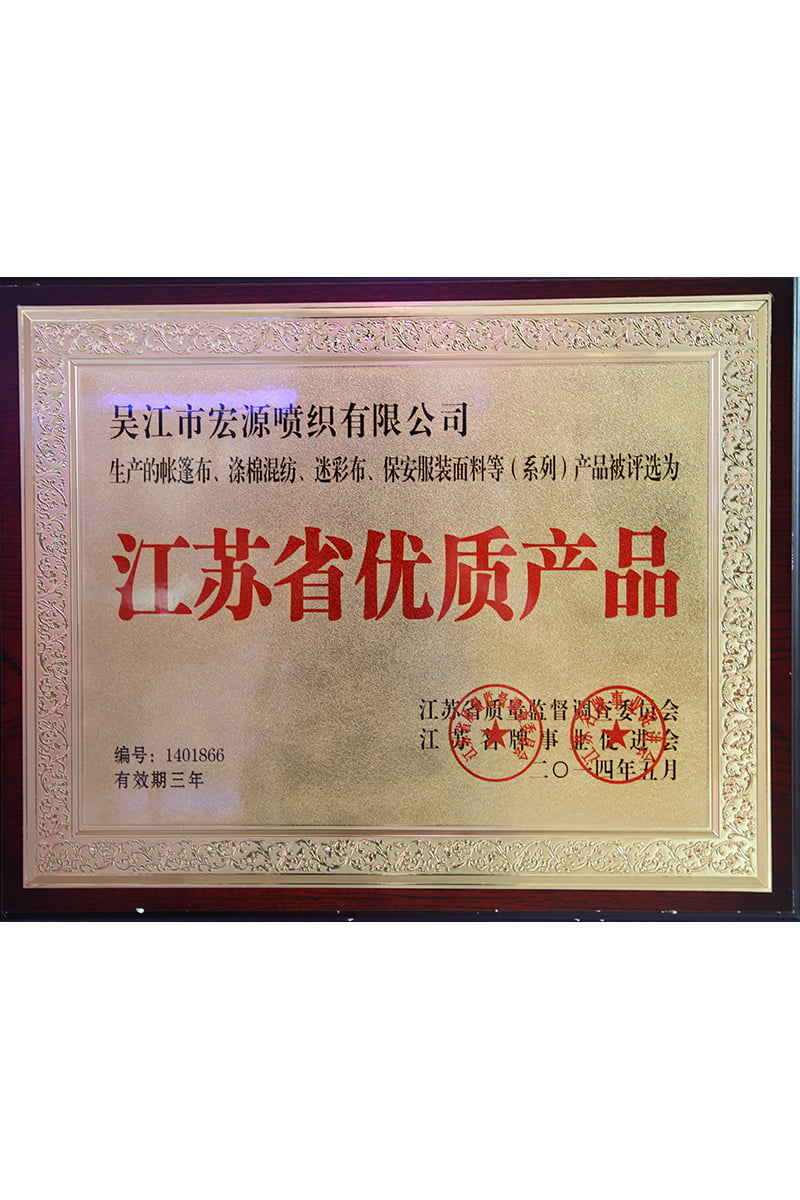 吴江市宏源喷织有限公司
生产的帐篷布、涤棉混纺、迷彩布、保安服装面料等（系列）产品被评选为
江苏省优质产品
江苏省质量监督调查委员会
江苏名牌事业促进会
二〇一四年五月
编号：1401866
有效期三年